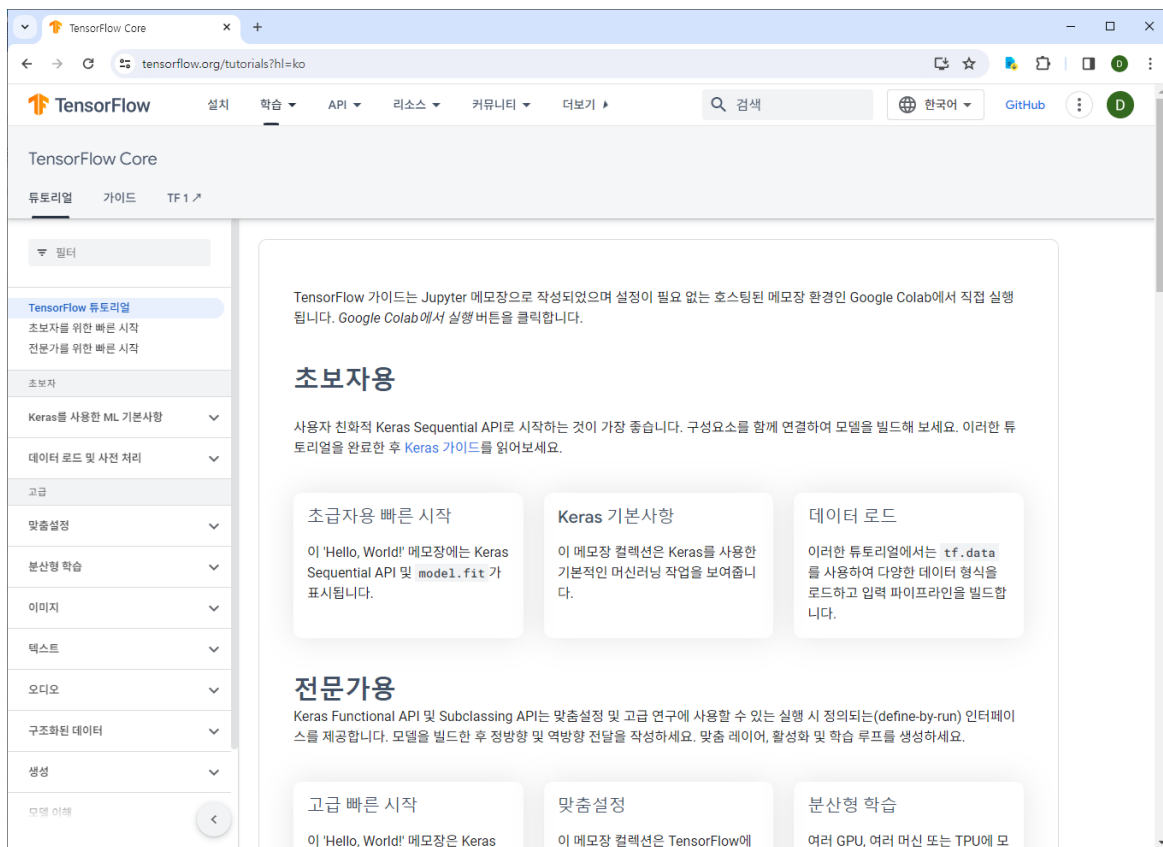 TensorFlow Core
tensorflow.org/tutorials?hl=ko
D
TensorFlow
설치
학습
API
리소스
커뮤니티
더보기
검색
한국어
GitHub
D
TensorFlow Core
튜토리얼
가이드
TF 1
필터
TensorFlow 튜토리얼
초보자를 위한 빠른 시작
전문가를 위한 빠른 시작
초보자
Keras를 사용한 ML 기본사항
데이터 로드 및 사전 처리
고급
맞춤설정
분산형 학습
이미지
텍스트
오디오
구조화된 데이터
생성
모델 이해
TensorFlow 가이드는 Jupyter 메모장으로 작성되었으며 설정이 필요 없는 호스팅된 메모장 환경인 Google Colab에서 직접 실행
됩니다. Google Colab에서 실행 버튼을 클릭합니다.
초보자용
사용자 친화적 Keras Sequential API로 시작하는 것이 가장 좋습니다. 구성요소를 함께 연결하여 모델을 빌드해 보세요. 이러한 튜
토리얼을 완료한 후 Keras 가이드를 읽어보세요.
초급자용 빠른 시작
이 'Hello, World!' 메모장에는 Keras
Sequential API 및 model.fit 가
표시됩니다.
Keras 기본사항
이 메모장 컬렉션은 Keras를 사용한
기본적인 머신러닝 작업을 보여줍니
다.
데이터 로드
이러한 튜토리얼에서는 tf.data
를 사용하여 다양한 데이터 형식을
로드하고 입력 파이프라인을 빌드합
니다.
전문가용
Keras Functional API 및 Subclassing API는 맞춤설정 및 고급 연구에 사용할 수 있는 실행 시 정의되는(define-by-run) 인터페이
스를 제공합니다. 모델을 빌드한 후 정방향 및 역방향 전달을 작성하세요. 맞춤 레이어, 활성화 및 학습 루프를 생성하세요.
고급 빠른 시작
이 'Hello, World!' 메모장은 Keras
맞춤설정
이 메모장 컬렉션은 TensorFlow에
분산형 학습
여러 GPU, 여러 머신 또는 TPU에 모